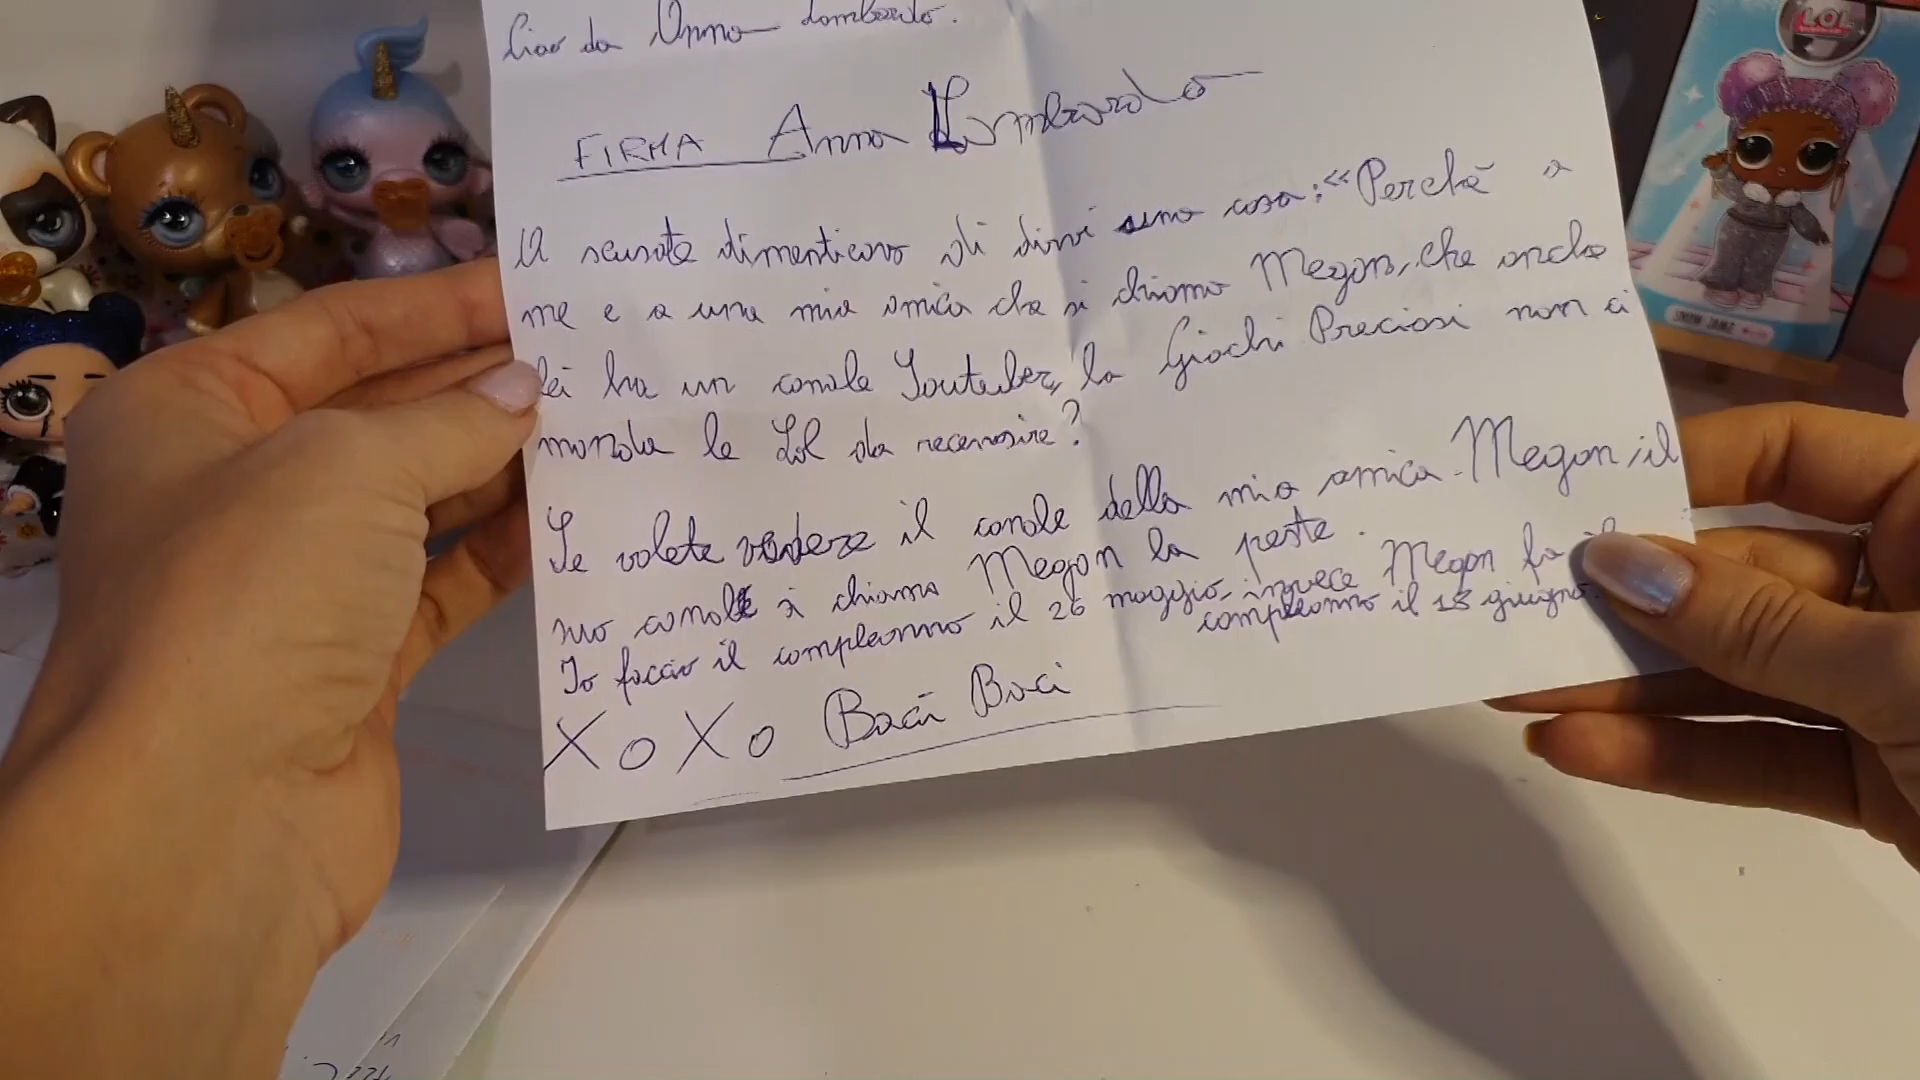 Ciao da Anna Lombardo.
FIRMA Anna Lombardo
A scusate dimenticavo di dirvi una cosa: "Perchè a
me e a una mia amica che si chiama Megan, che anche
lei ha un canale Youtuber, la Giochi Preziosi non ci
manda le Lol da recensire?
Se volete vedere il canale della mia amica Megan, il
suo canale si chiama Megan la peste.
Io faccio il compleanno il 26 maggio, invece Megan fa il
compleanno il 18 giugno.
XoXo Baci Baci
LOL